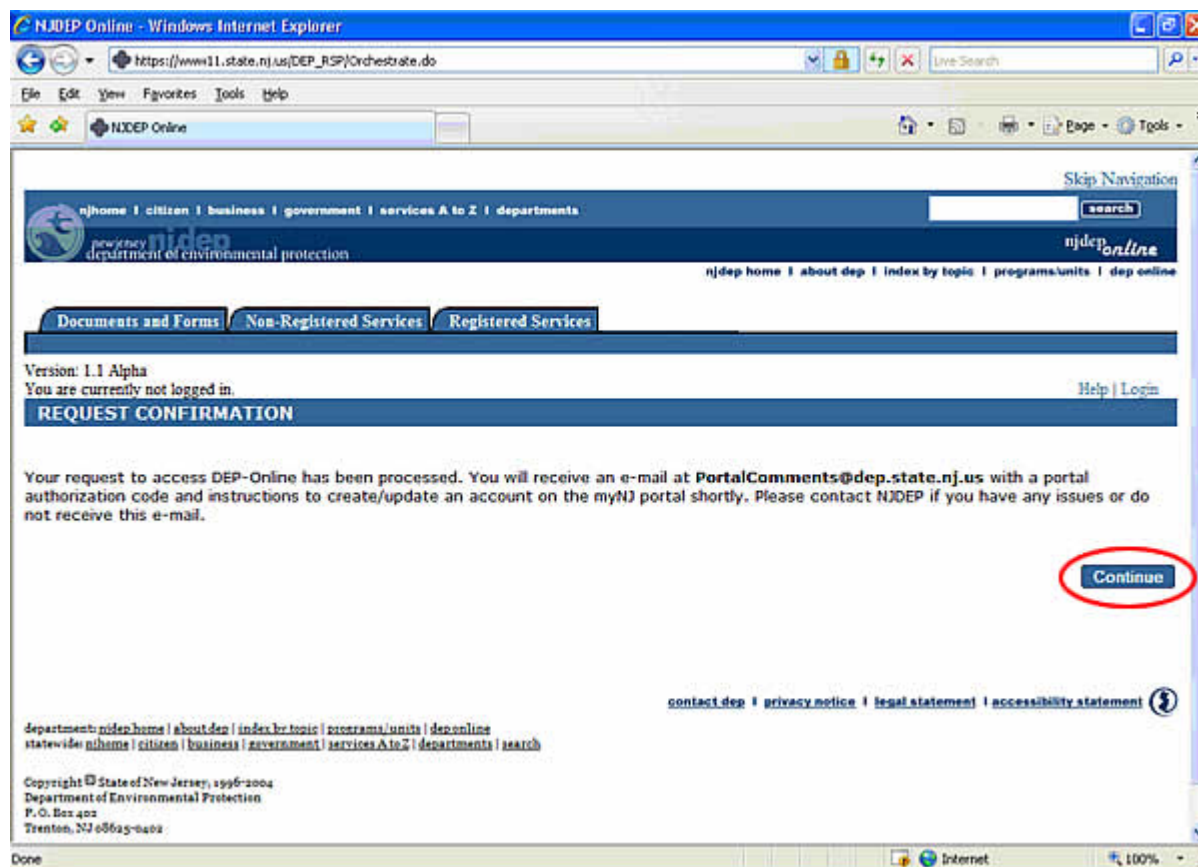 NJDEP Online - Windows Internet Explorer
https://www11.state.nj.us/DEP_RSP/Orchestrate.do
Live Search
File Edit View Favorites Tools Help
NJDEP Online
Page Tools
Skip Navigation
njhome | citizen | business | government | services A to Z | departments
search
new jersey njdep
department of environmental protection
njdep online
njdep home | about dep | index by topic | programs/units | dep online
Documents and Forms Non-Registered Services Registered Services
Version: 1.1 Alpha
You are currently not logged in.
Help | Login
REQUEST CONFIRMATION
Your request to access DEP-Online has been processed. You will receive an e-mail at PortalComments@dep.state.nj.us with a portal
authorization code and instructions to create/update an account on the myNJ portal shortly. Please contact NJDEP if you have any issues or do
not receive this e-mail.
Continue
contact dep | privacy notice | legal statement | accessibility statement
department: njdep home | about dep | index by topic | programs/units | dep online
statewide: njhome | citizen | business | government | services A to Z | departments | search
Copyright © State of New Jersey, 1996-2004
Department of Environmental Protection
P. O. Box 402
Trenton, NJ 08625-0402
Done
Internet
100%